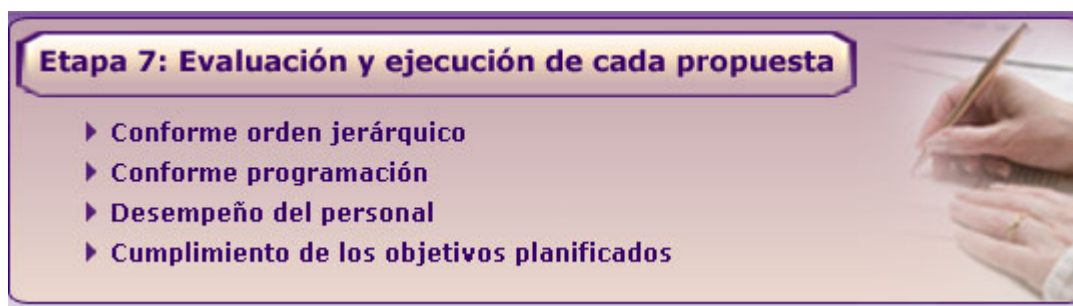 Etapa 7: Evaluación y ejecución de cada propuesta
Conforme orden jerárquico
Conforme programación
Desempeño del personal
Cumplimiento de los objetivos planificados